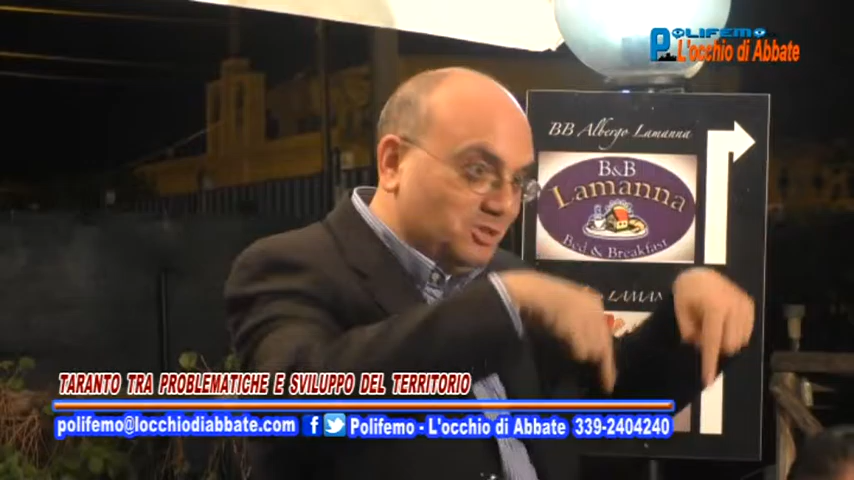 POLIFEMO
L'occhio di Abbate
BB Albergo Lamanna
B&B
Lamanna
Bed & Breakfast
TARANTO TRA PROBLEMATICHE E SVILUPPO DEL TERRITORIO
polifemo@locchiodiabbate.com Polifemo - L'occhio di Abbate 339-2404240